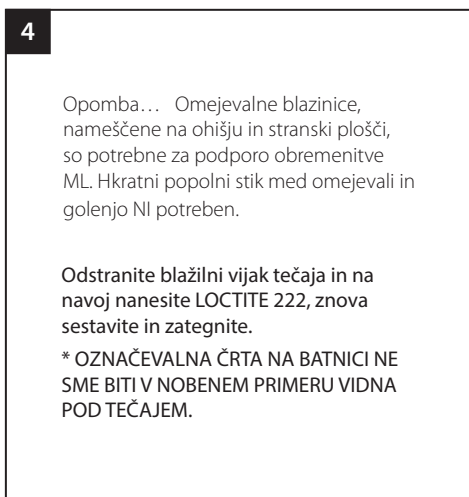 4
Opomba… Omejevalne blazinice,
nameščene na ohišju in stranski plošči,
so potrebne za podporo obremenitve
ML. Hkratni popolni stik med omejevali in
golenjo NI potreben.
Odstranite blažilni vijak tečaja in na
navoj nanesite LOCTITE 222, znova
sestavite in zategnite.
* OZNAČEVALNA ČRTA NA BATNICI NE
SME BITI V NOBENEM PRIMERU VIDNA
POD TEČAJEM.